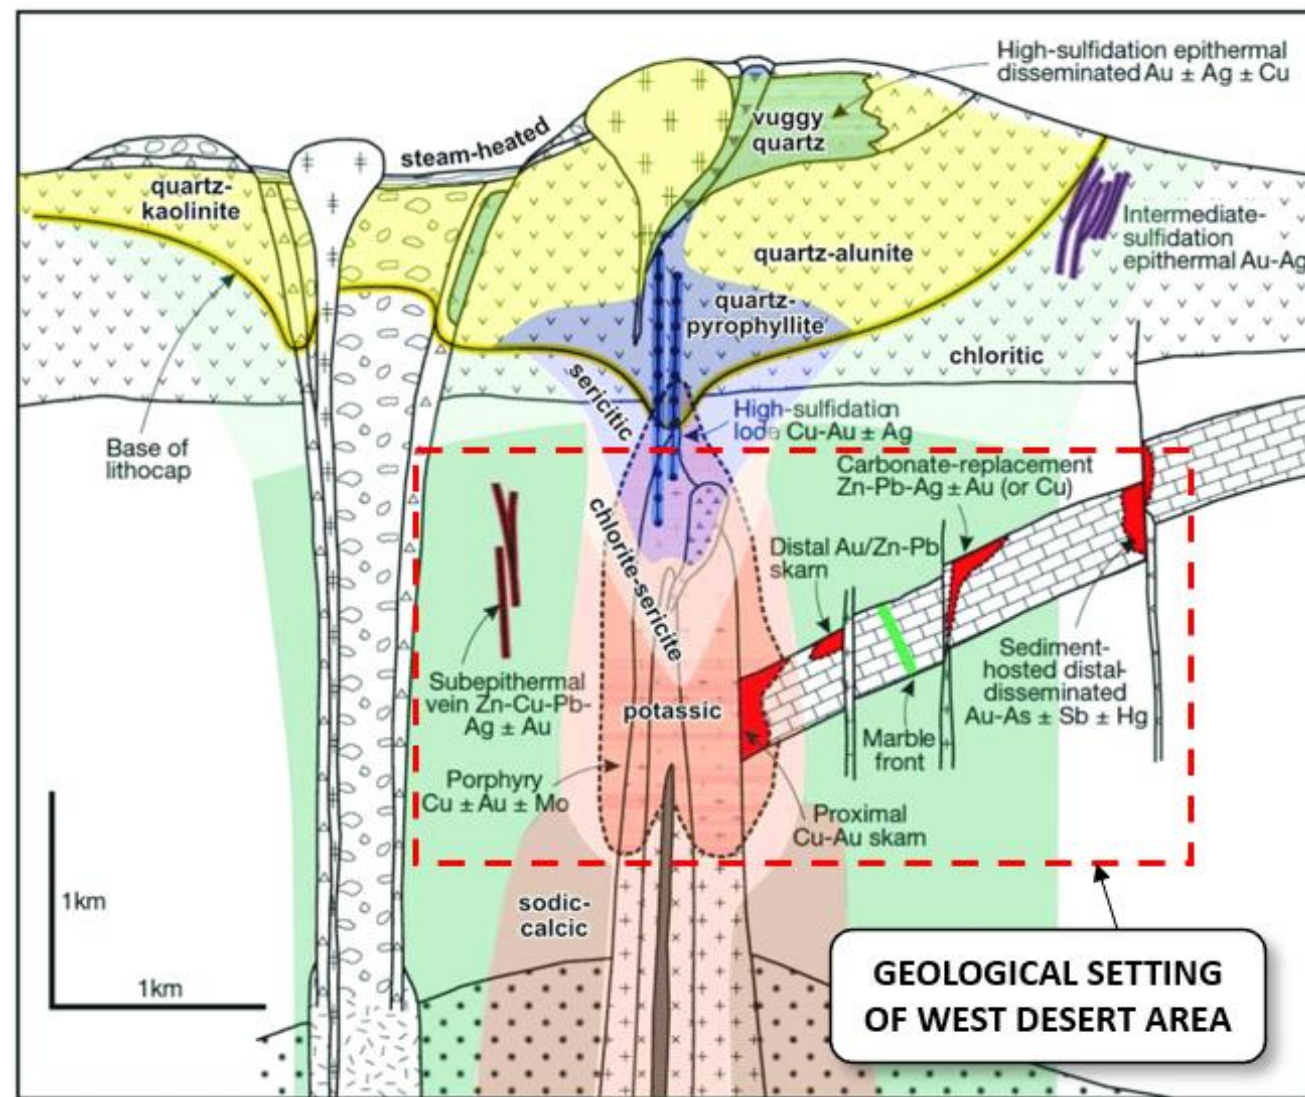 High-sulfidation epithermal
disseminated Au ± Ag ± Cu
vuggy
quartz
steam-heated
quartz-
kaolinite
Intermediate-
sulfidation
epithermal Au-Ag
quartz-alunite
quartz-
pyrophyllite
chloritic
sericitic
High-sulfidation
lode Cu-Au ± Ag
Base of
lithocap
Carbonate-replacement
Zn-Pb-Ag ± Au (or Cu)
chlorite-sericite
Distal Au/Zn-Pb
skarn
Sediment-
hosted distal-
disseminated
Au-As ± Sb ± Hg
Subepithermal
vein Zn-Cu-Pb-
Ag ± Au
potassic
Marble
front
Porphyry
Cu ± Au ± Mo
Proximal
Cu-Au skarn
1km
1km
sodic-
calcic
GEOLOGICAL SETTING
OF WEST DESERT AREA